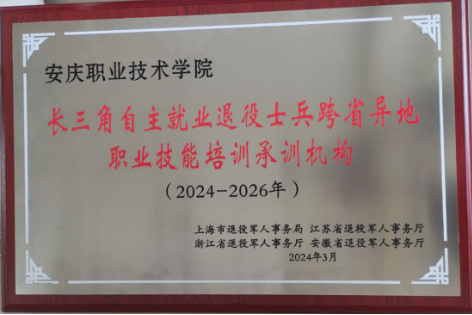 安庆职业技术学院
长三角自主就业退役士兵跨省异地
职业技能培训承训机构
(2024-2026年)
上海市退役军人事务局 江苏省退役军人事务厅
浙江省退役军人事务厅 安徽省退役军人事务厅
2024年3月